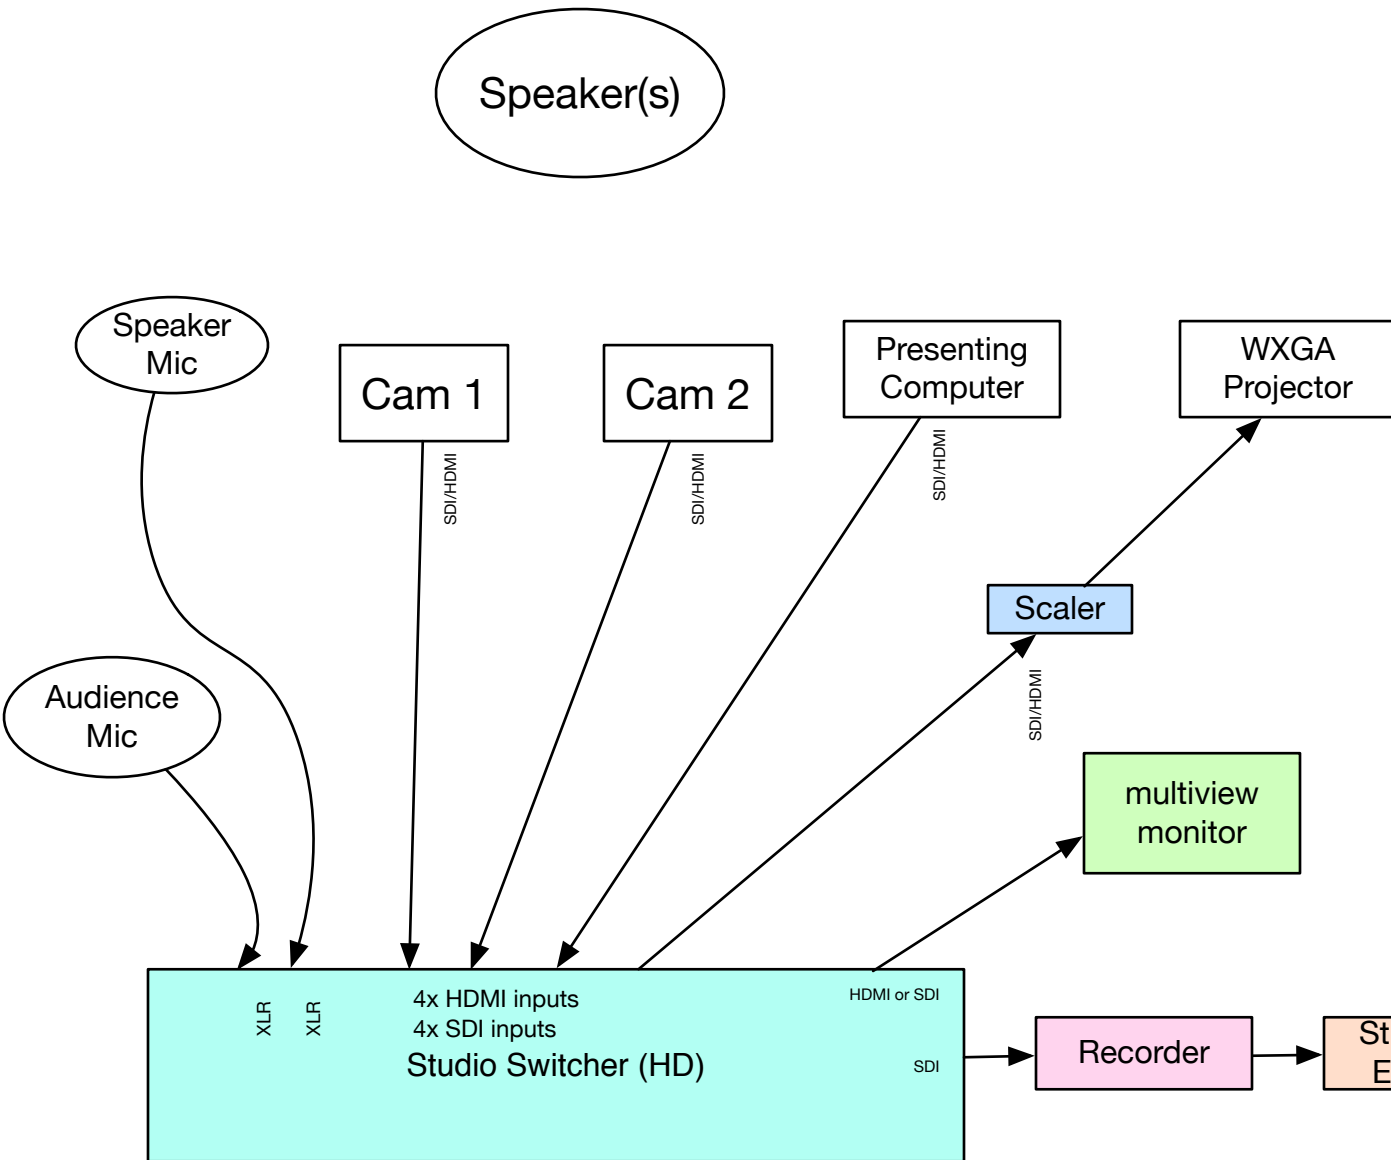 Speaker(s)
Speaker
Mic
Cam 1
Cam 2
Presenting
Computer
WXGA
Projector
SDI/HDMI
SDI/HDMI
SDI/HDMI
Scaler
SDI/HDMI
Audience
Mic
multiview
monitor
XLR
XLR
4x HDMI inputs
4x SDI inputs
Studio Switcher (HD)
HDMI or SDI
SDI
Recorder